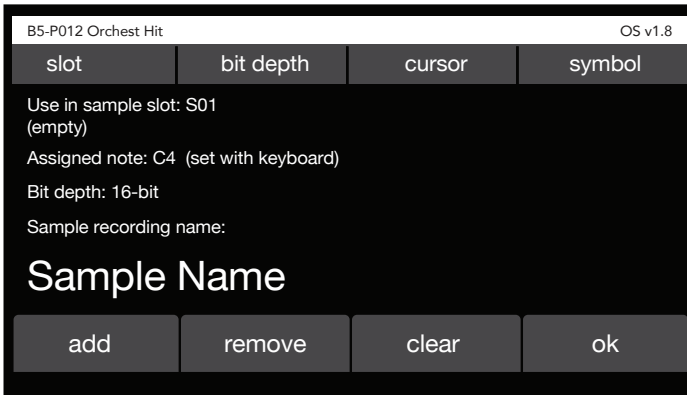 B5-P012 Orchest Hit OS v1.8
slot bit depth cursor symbol
Use in sample slot: S01
(empty)
Assigned note: C4 (set with keyboard)
Bit depth: 16-bit
Sample recording name:
Sample Name
add remove clear ok